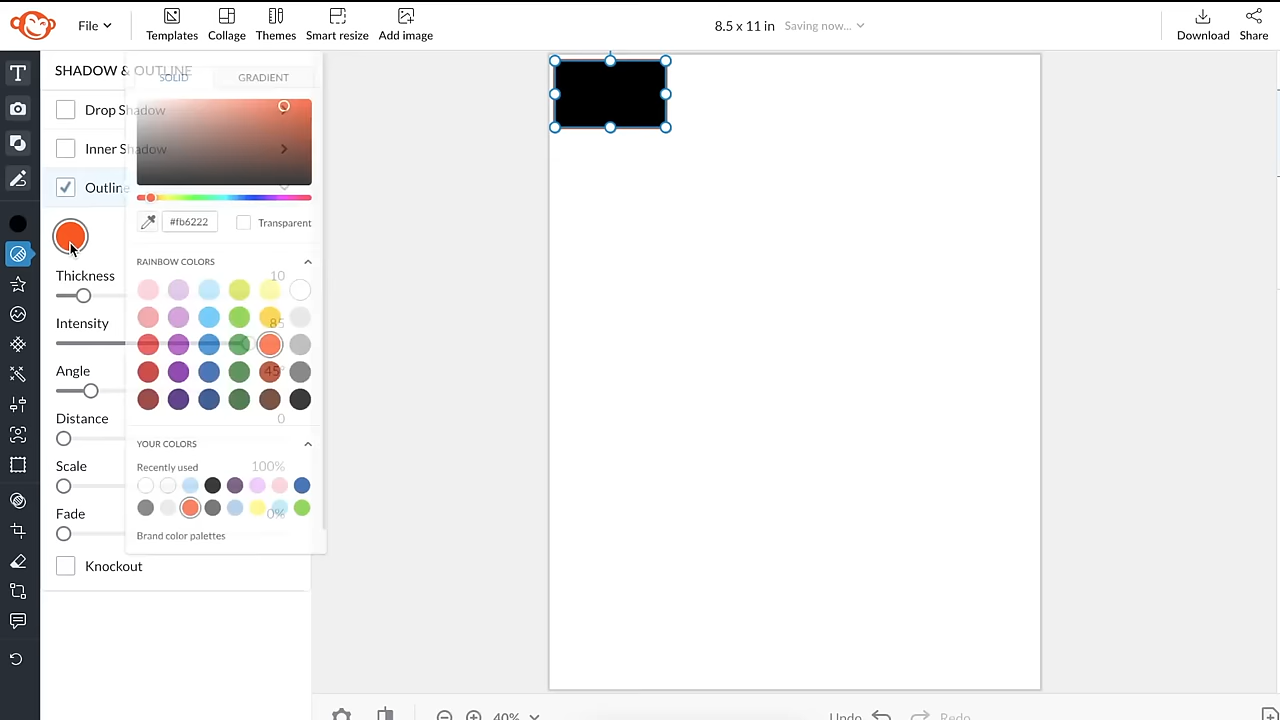 File
Templates
Collage
Themes
Smart resize
Add image
8.5 x 11 in
Saving now...
Download
Share
SHADOW & OUTLINE
SOLID
GRADIENT
Drop Shadow
Inner Shadow
Outline
#fb6222
Transparent
RAINBOW COLORS
Thickness
10
Intensity
85
Angle
45°
Distance
0
YOUR COLORS
Scale
Recently used
100%
Fade
0%
Brand color palettes
Knockout
40%
Undo
Redo